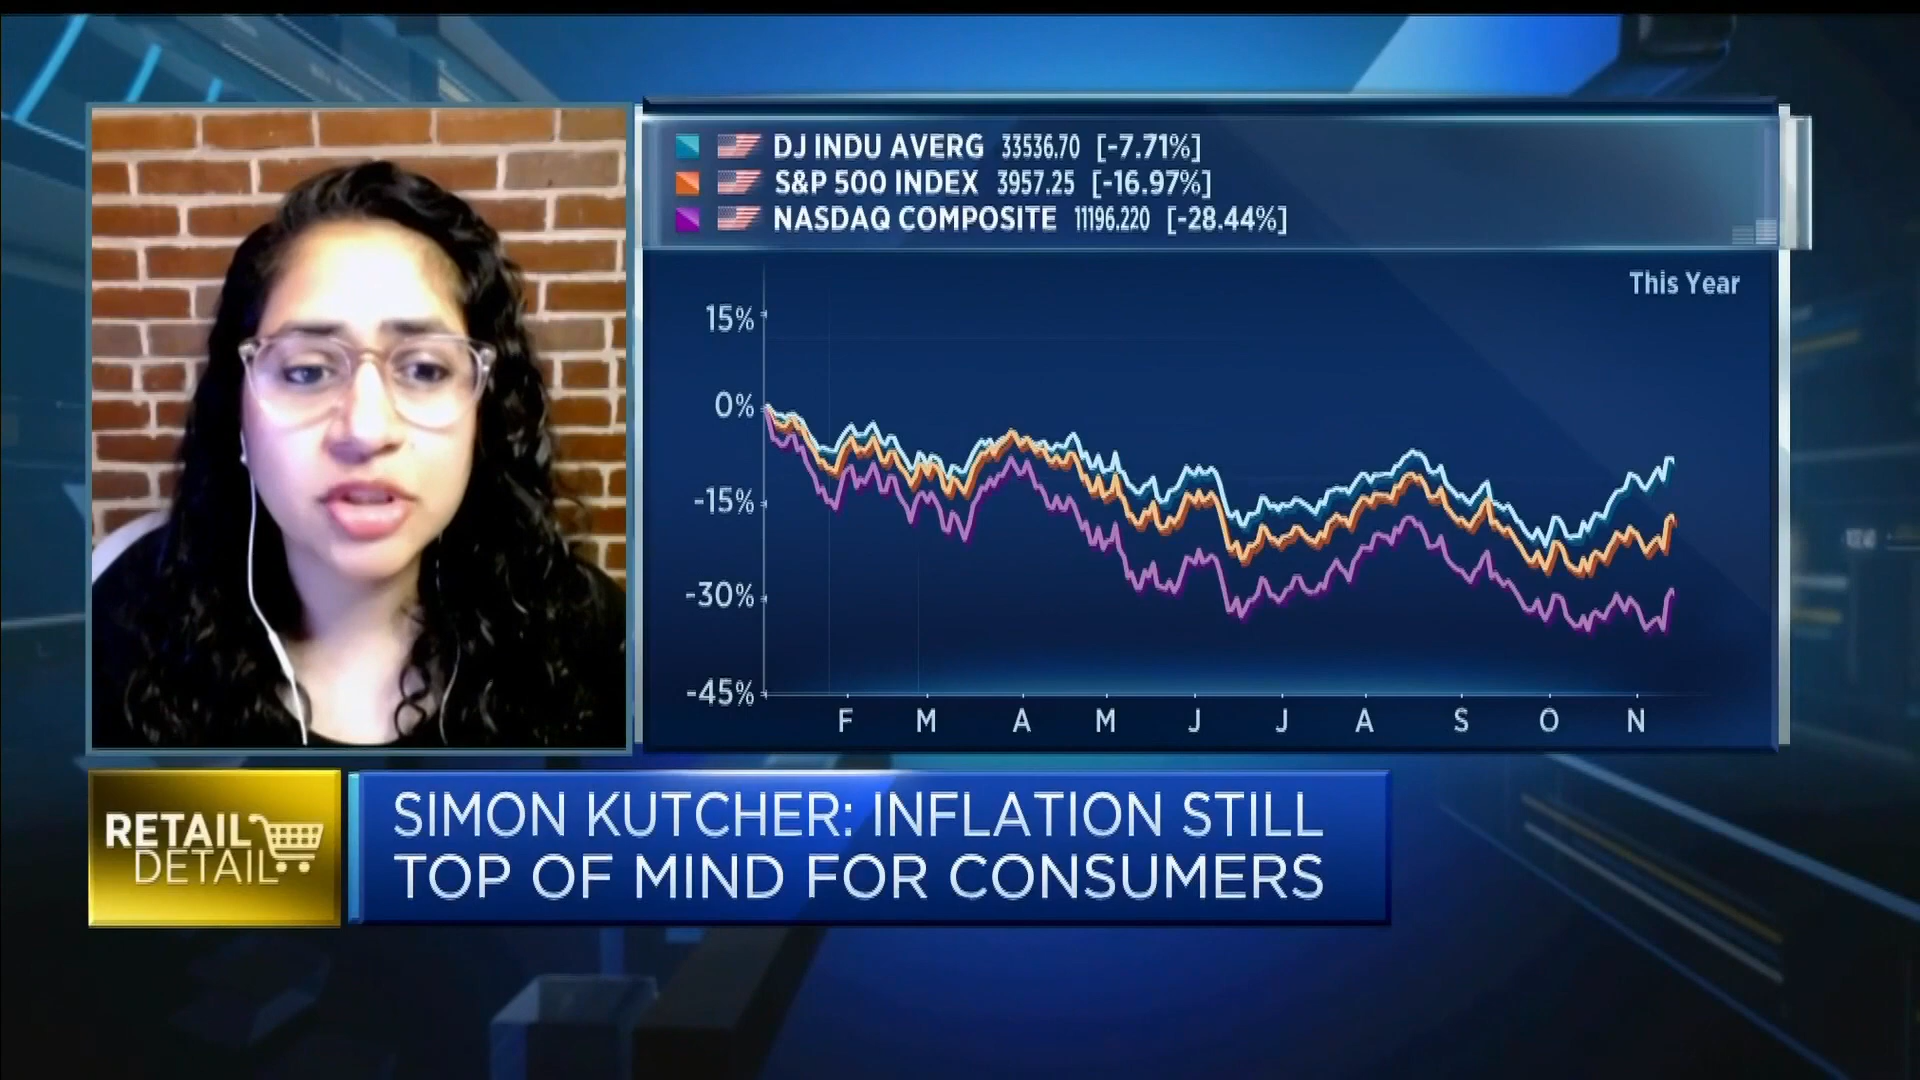 DJ INDU AVERG 33536.70 [-7.71%]
S&P 500 INDEX 3957.25 [-16.97%]
NASDAQ COMPOSITE 11196.220 [-28.44%]
This Year
15%
0%
-15%
-30%
-45%
F M A M J J A S O N
RETAIL
DETAIL
SIMON KUTCHER: INFLATION STILL
TOP OF MIND FOR CONSUMERS